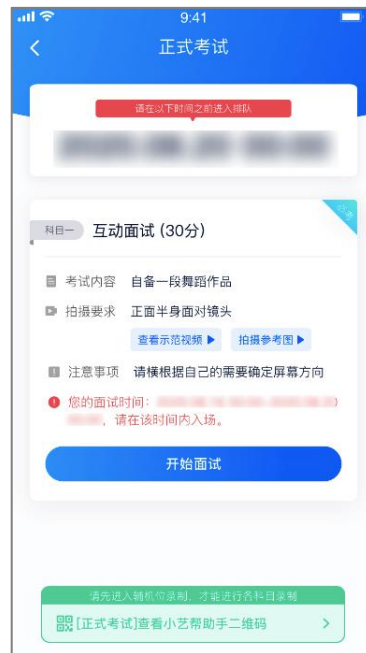 9:41
正式考试
请在以下时间之前进入排队
必考
科目一 互动面试 (30分)
考试内容 自备一段舞蹈作品
拍摄要求 正面半身面对镜头
查看示范视频 拍摄参考图
注意事项 请横根据自己的需要确定屏幕方向
您的面试时间：
，请在该时间内入场。
开始面试
请先进入辅机位录制，才能进行各科目录制
[正式考试]查看小艺帮助手二维码